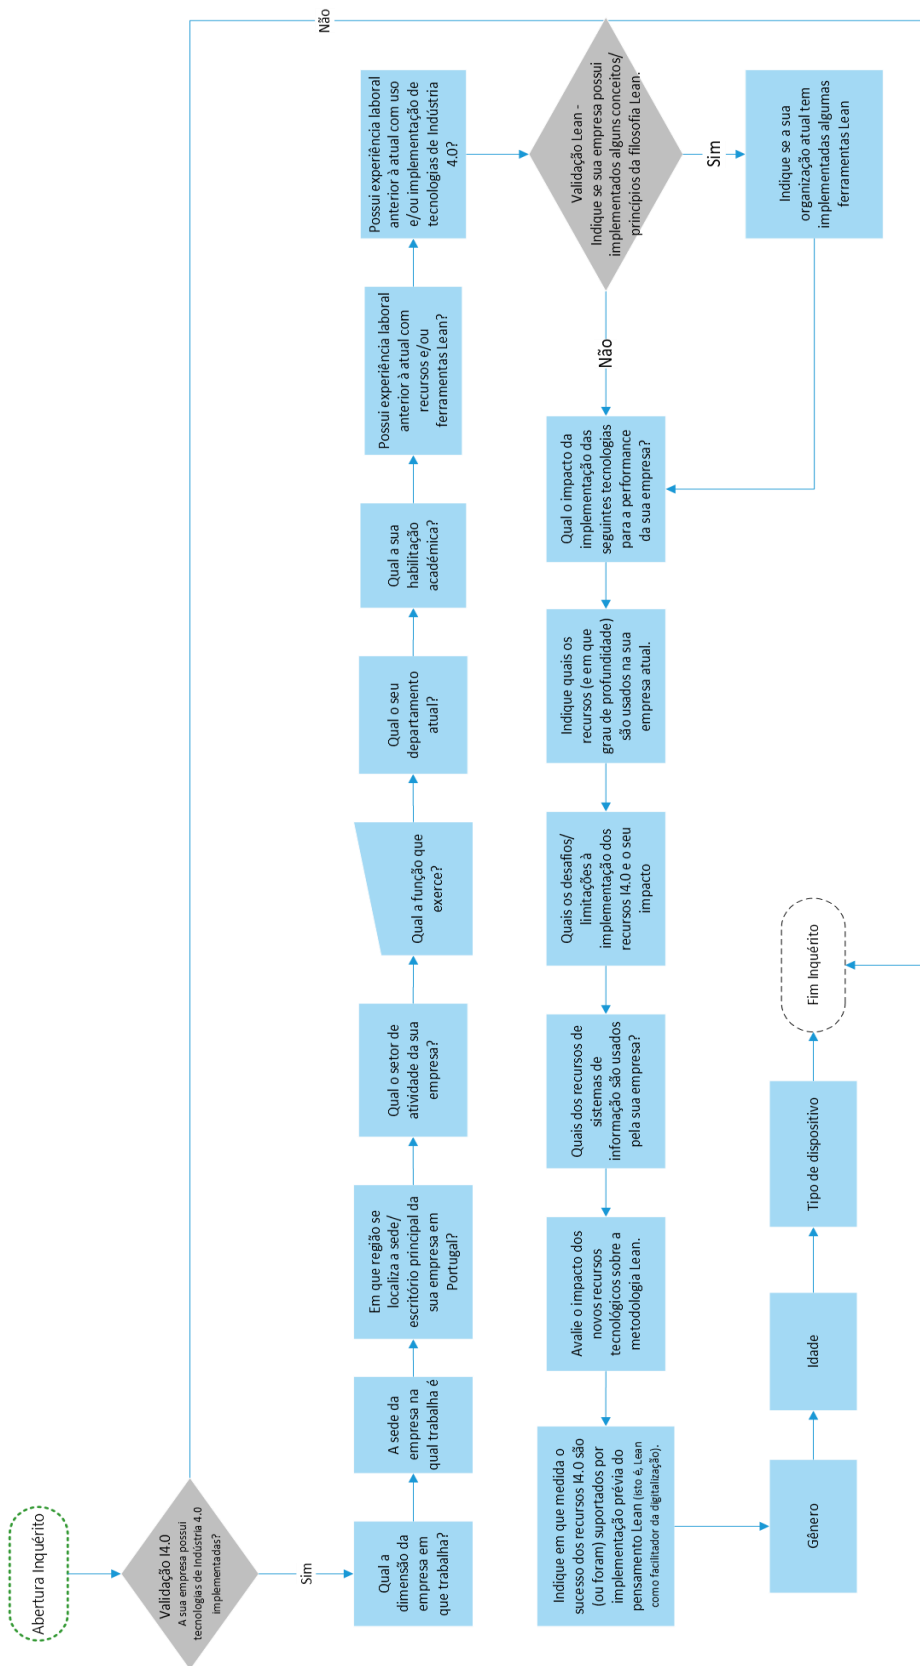 Abertura Inquérito
Validação I4.0
A sua empresa possui
tecnologias de Indústria 4.0
implementadas?
Não
Sim
Qual a
dimensão da
empresa em
que trabalha?
A sede da
empresa na
qual trabalha é
Em que região se
localiza a sede/
escritório principal da
sua empresa em
Portugal?
Qual o setor de
atividade da sua
empresa?
Qual a função que
exerce?
Qual o seu
departamento
atual?
Qual a sua
habilitação
académica?
Possui experiência laboral
anterior à atual com
recursos e/ou
ferramentas Lean?
Possui experiência laboral
anterior à atual com uso
e/ou implementação de
tecnologias de Indústria
4.0?
Validação Lean -
Indique se sua empresa possui
implementados alguns conceitos/
princípios da filosofia Lean.
Sim
Indique se a sua
organização atual tem
implementadas algumas
ferramentas Lean
Não
Qual o impacto da
implementação das
seguintes tecnologias
para a performance
da sua empresa?
Indique quais os
recursos (e em que
grau de profundidade)
são usados na sua
empresa atual.
Quais os desafios/
limitações à
implementação dos
recursos I4.0 e o seu
impacto
Quais dos recursos de
sistemas de
informação são usados
pela sua empresa?
Avalie o impacto dos
novos recursos
tecnológicos sobre a
metodologia Lean.
Indique em que medida o
sucesso dos recursos I4.0 são
(ou foram) suportados por
implementação prévia do
pensamento Lean (isto é, Lean
como facilitador da digitalização).
Gênero
Idade
Tipo de dispositivo
Fim Inquérito